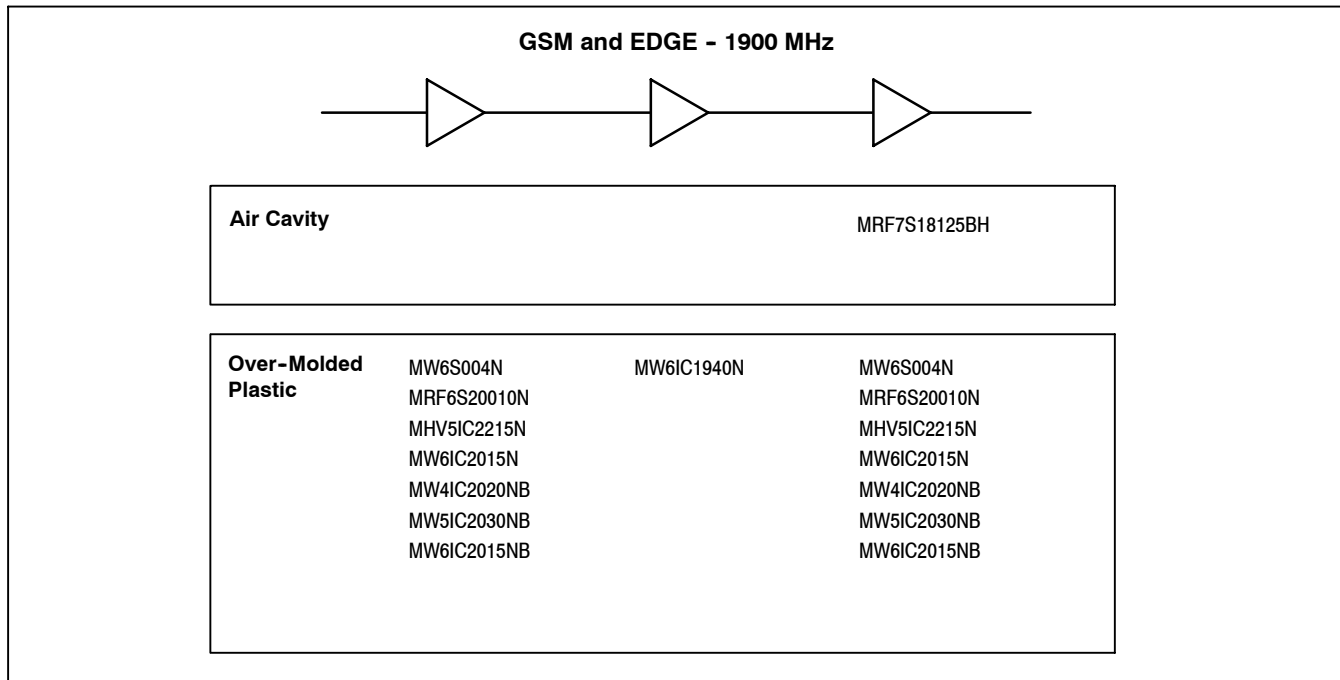 GSM and EDGE - 1900 MHz
Air Cavity
MRF7S18125BH
Over-Molded
Plastic
MW6S004N MW6IC1940N MW6S004N
MRF6S20010N MRF6S20010N
MHV5IC2215N MHV5IC2215N
MW6IC2015N MW6IC2015N
MW4IC2020NB MW4IC2020NB
MW5IC2030NB MW5IC2030NB
MW6IC2015NB MW6IC2015NB